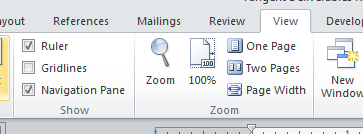 References Mailings Review View
Ruler
Gridlines
Navigation Pane
Show
Zoom
100
100%
One Page
Two Pages
Page Width
Zoom
New